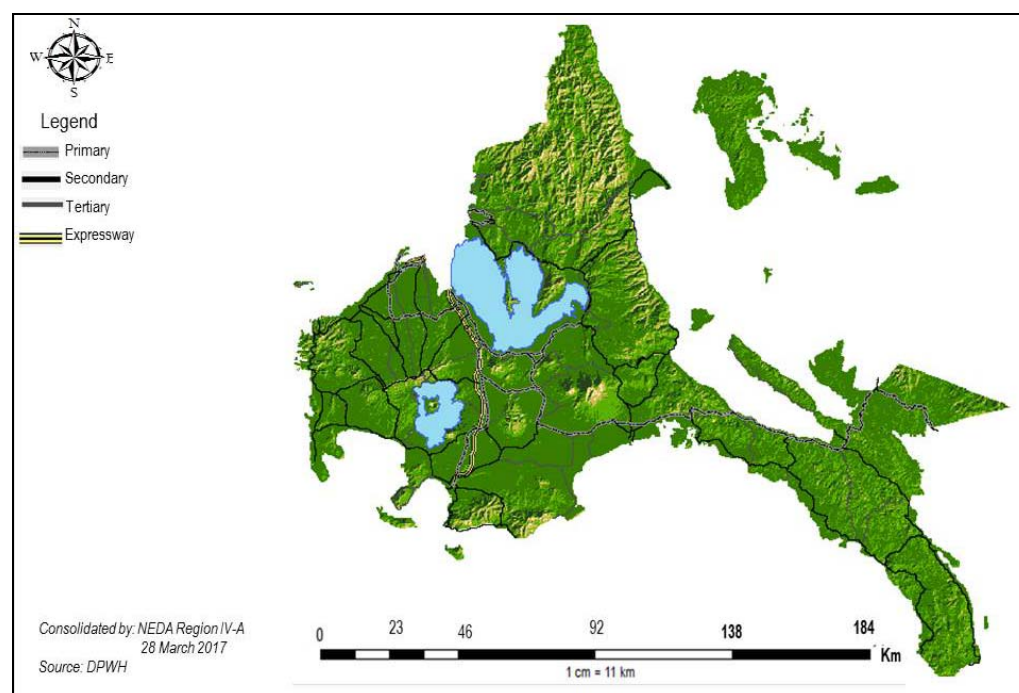 N
W E
S
Legend
Primary
Secondary
Tertiary
Expressway
Consolidated by: NEDA Region IV-A
28 March 2017
Source: DPWH
0 23 46 92 138 184 Km
1 cm = 11 km